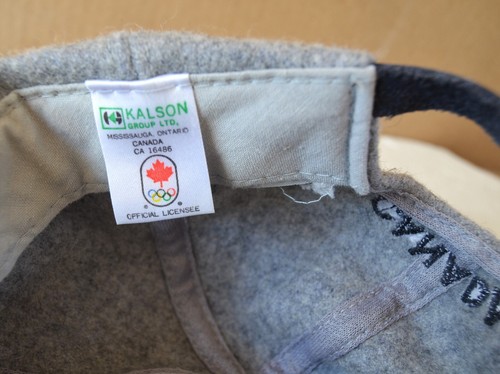 KALSON
GROUP LTD.
MISSISSAUGA, ONTARIO
CANADA
CA 16486
OFFICIAL LICENSEE